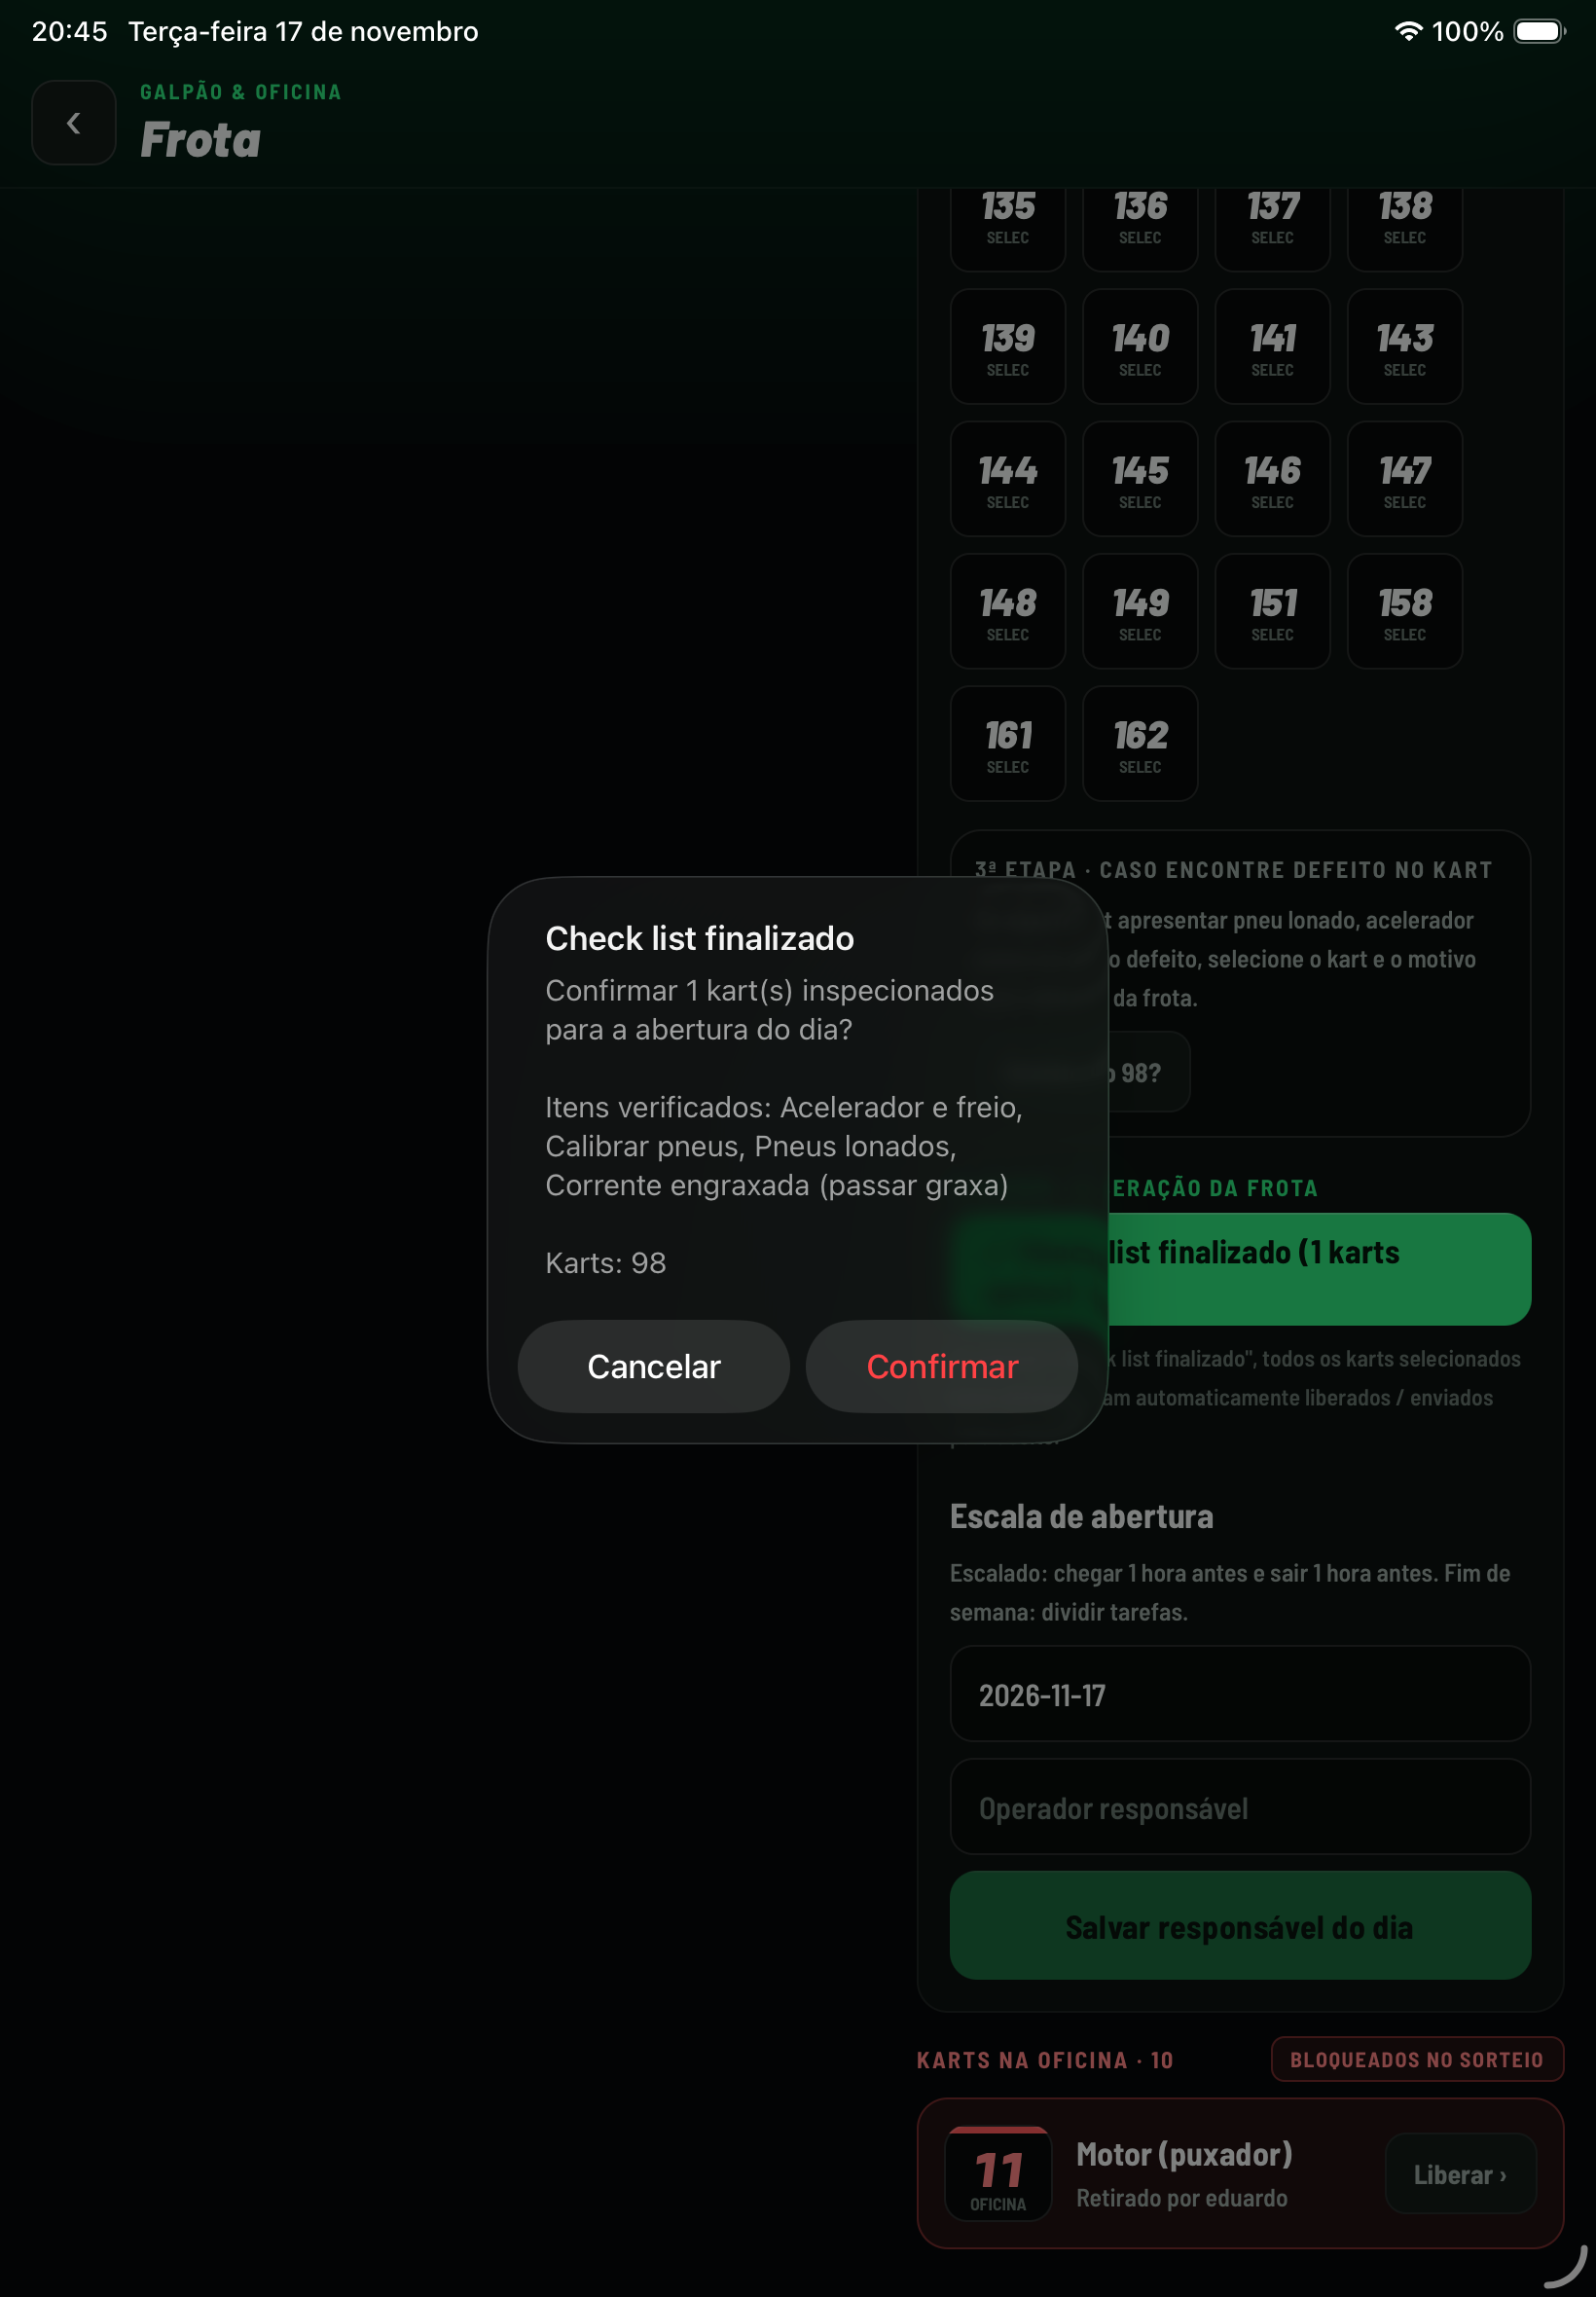 20:45 Terça-feira 17 de novembro
100%
GALPÃO & OFICINA
Frota
135 136 137 138
SELEC SELEC SELEC SELEC
139 140 141 143
SELEC SELEC SELEC SELEC
144 145 146 147
SELEC SELEC SELEC SELEC
148 149 151 158
SELEC SELEC SELEC SELEC
161 162
SELEC SELEC
3ª ETAPA · CASO ENCONTRE DEFEITO NO KART
t apresentar pneu lonado, acelerador
o defeito, selecione o kart e o motivo
da frota.
98?
ERAÇÃO DA FROTA
list finalizado (1 karts
k list finalizado", todos os karts selecionados
am automaticamente liberados / enviados
Check list finalizado
Confirmar 1 kart(s) inspecionados
para a abertura do dia?
Itens verificados: Acelerador e freio,
Calibrar pneus, Pneus lonados,
Corrente engraxada (passar graxa)
Karts: 98
Cancelar
Confirmar
Escala de abertura
Escalado: chegar 1 hora antes e sair 1 hora antes. Fim de
semana: dividir tarefas.
2026-11-17
Operador responsável
Salvar responsável do dia
KARTS NA OFICINA · 10
BLOQUEADOS NO SORTEIO
11
OFICINA
Motor (puxador)
Retirado por eduardo
Liberar ›